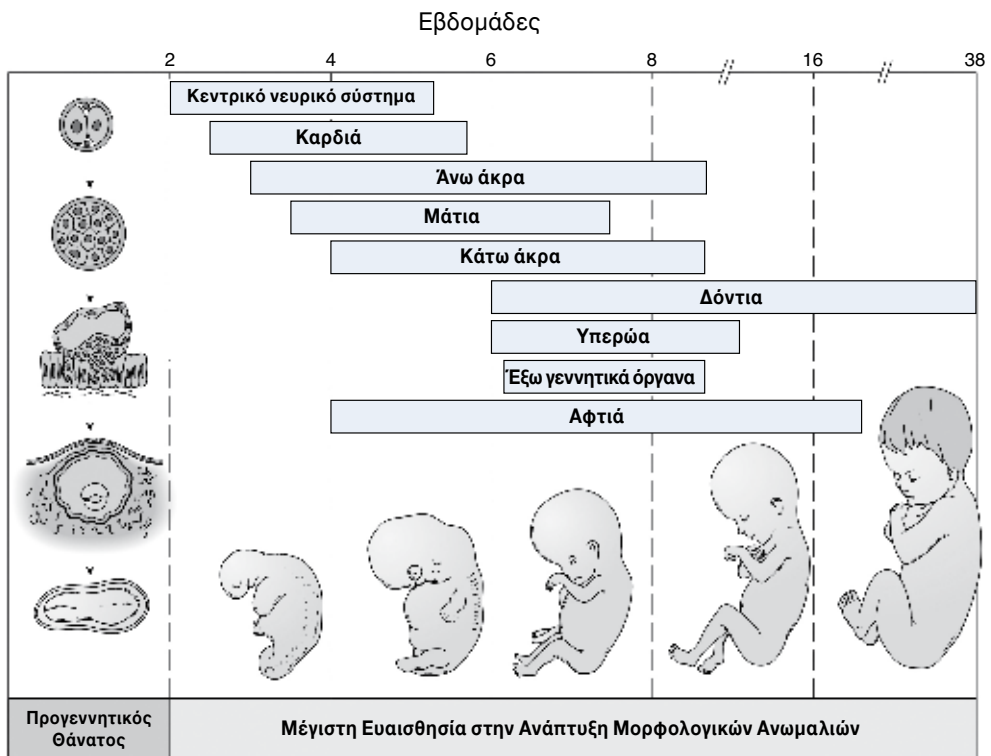 Εβδομάδες
2 4 6 8 16 38
Κεντρικό νευρικό σύστημα
Καρδιά
Άνω άκρα
Μάτια
Κάτω άκρα
Δόντια
Υπερώα
Έξω γεννητικά όργανα
Αφτιά
Προγεννητικός
Θάνατος
Μέγιστη Ευαισθησία στην Ανάπτυξη Μορφολογικών Ανωμαλιών